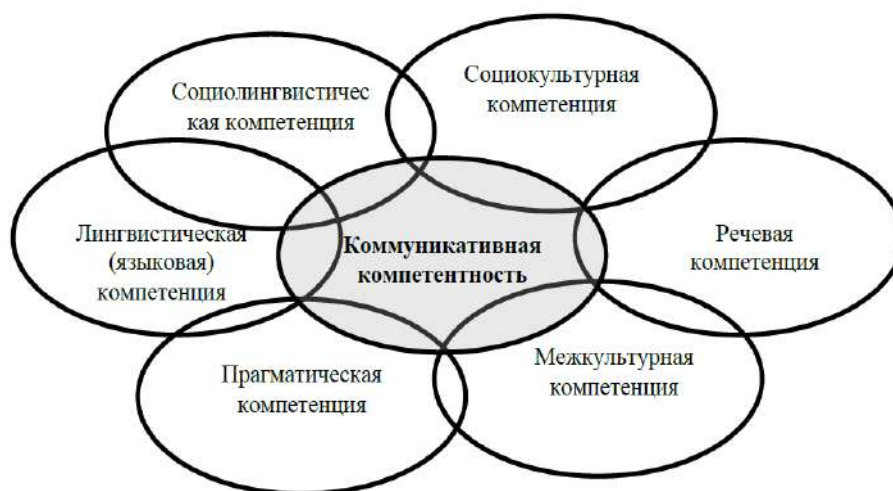 Социолингвистичес
кая компетенция
Социокультурная
компетенция
Лингвистическая
(языковая)
компетенция
Коммуникативная
компетентность
Речевая
компетенция
Прагматическая
компетенция
Межкультурная
компетенция